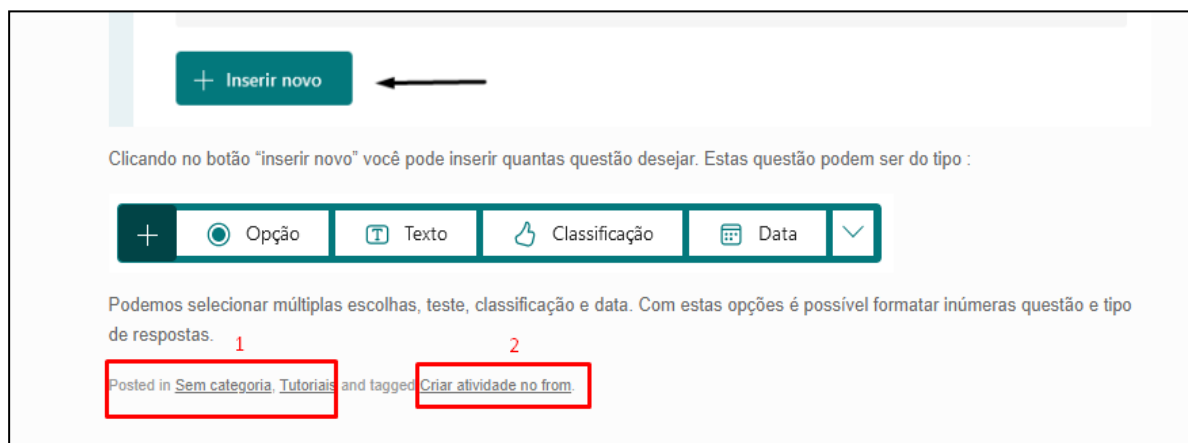 + Inserir novo
Clicando no botão “inserir novo” você pode inserir quantas questão desejar. Estas questão podem ser do tipo :
+ Opção T Texto Classificação Data
Podemos selecionar múltiplas escolhas, teste, classificação e data. Com estas opções é possível formatar inúmeras questão e tipo
de respostas.
1 2
Posted in Sem categoria, Tutoriais and tagged Criar atividade no from.